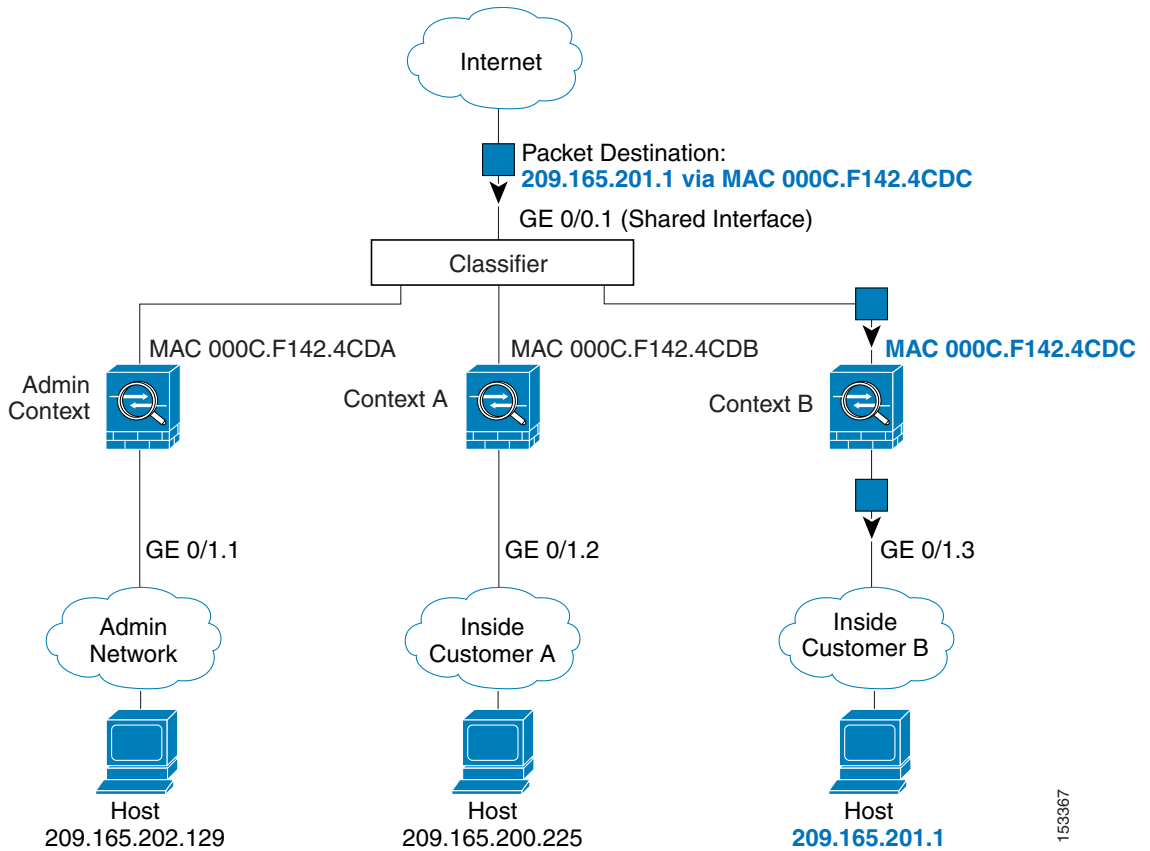 Internet
Packet Destination:
209.165.201.1 via MAC 000C.F142.4CDC
GE 0/0.1 (Shared Interface)
Classifier
MAC 000C.F142.4CDA
MAC 000C.F142.4CDB
MAC 000C.F142.4CDC
Admin
Context
Context A
Context B
GE 0/1.1
GE 0/1.2
GE 0/1.3
Admin
Network
Inside
Customer A
Inside
Customer B
Host
209.165.202.129
Host
209.165.200.225
Host
209.165.201.1
153367